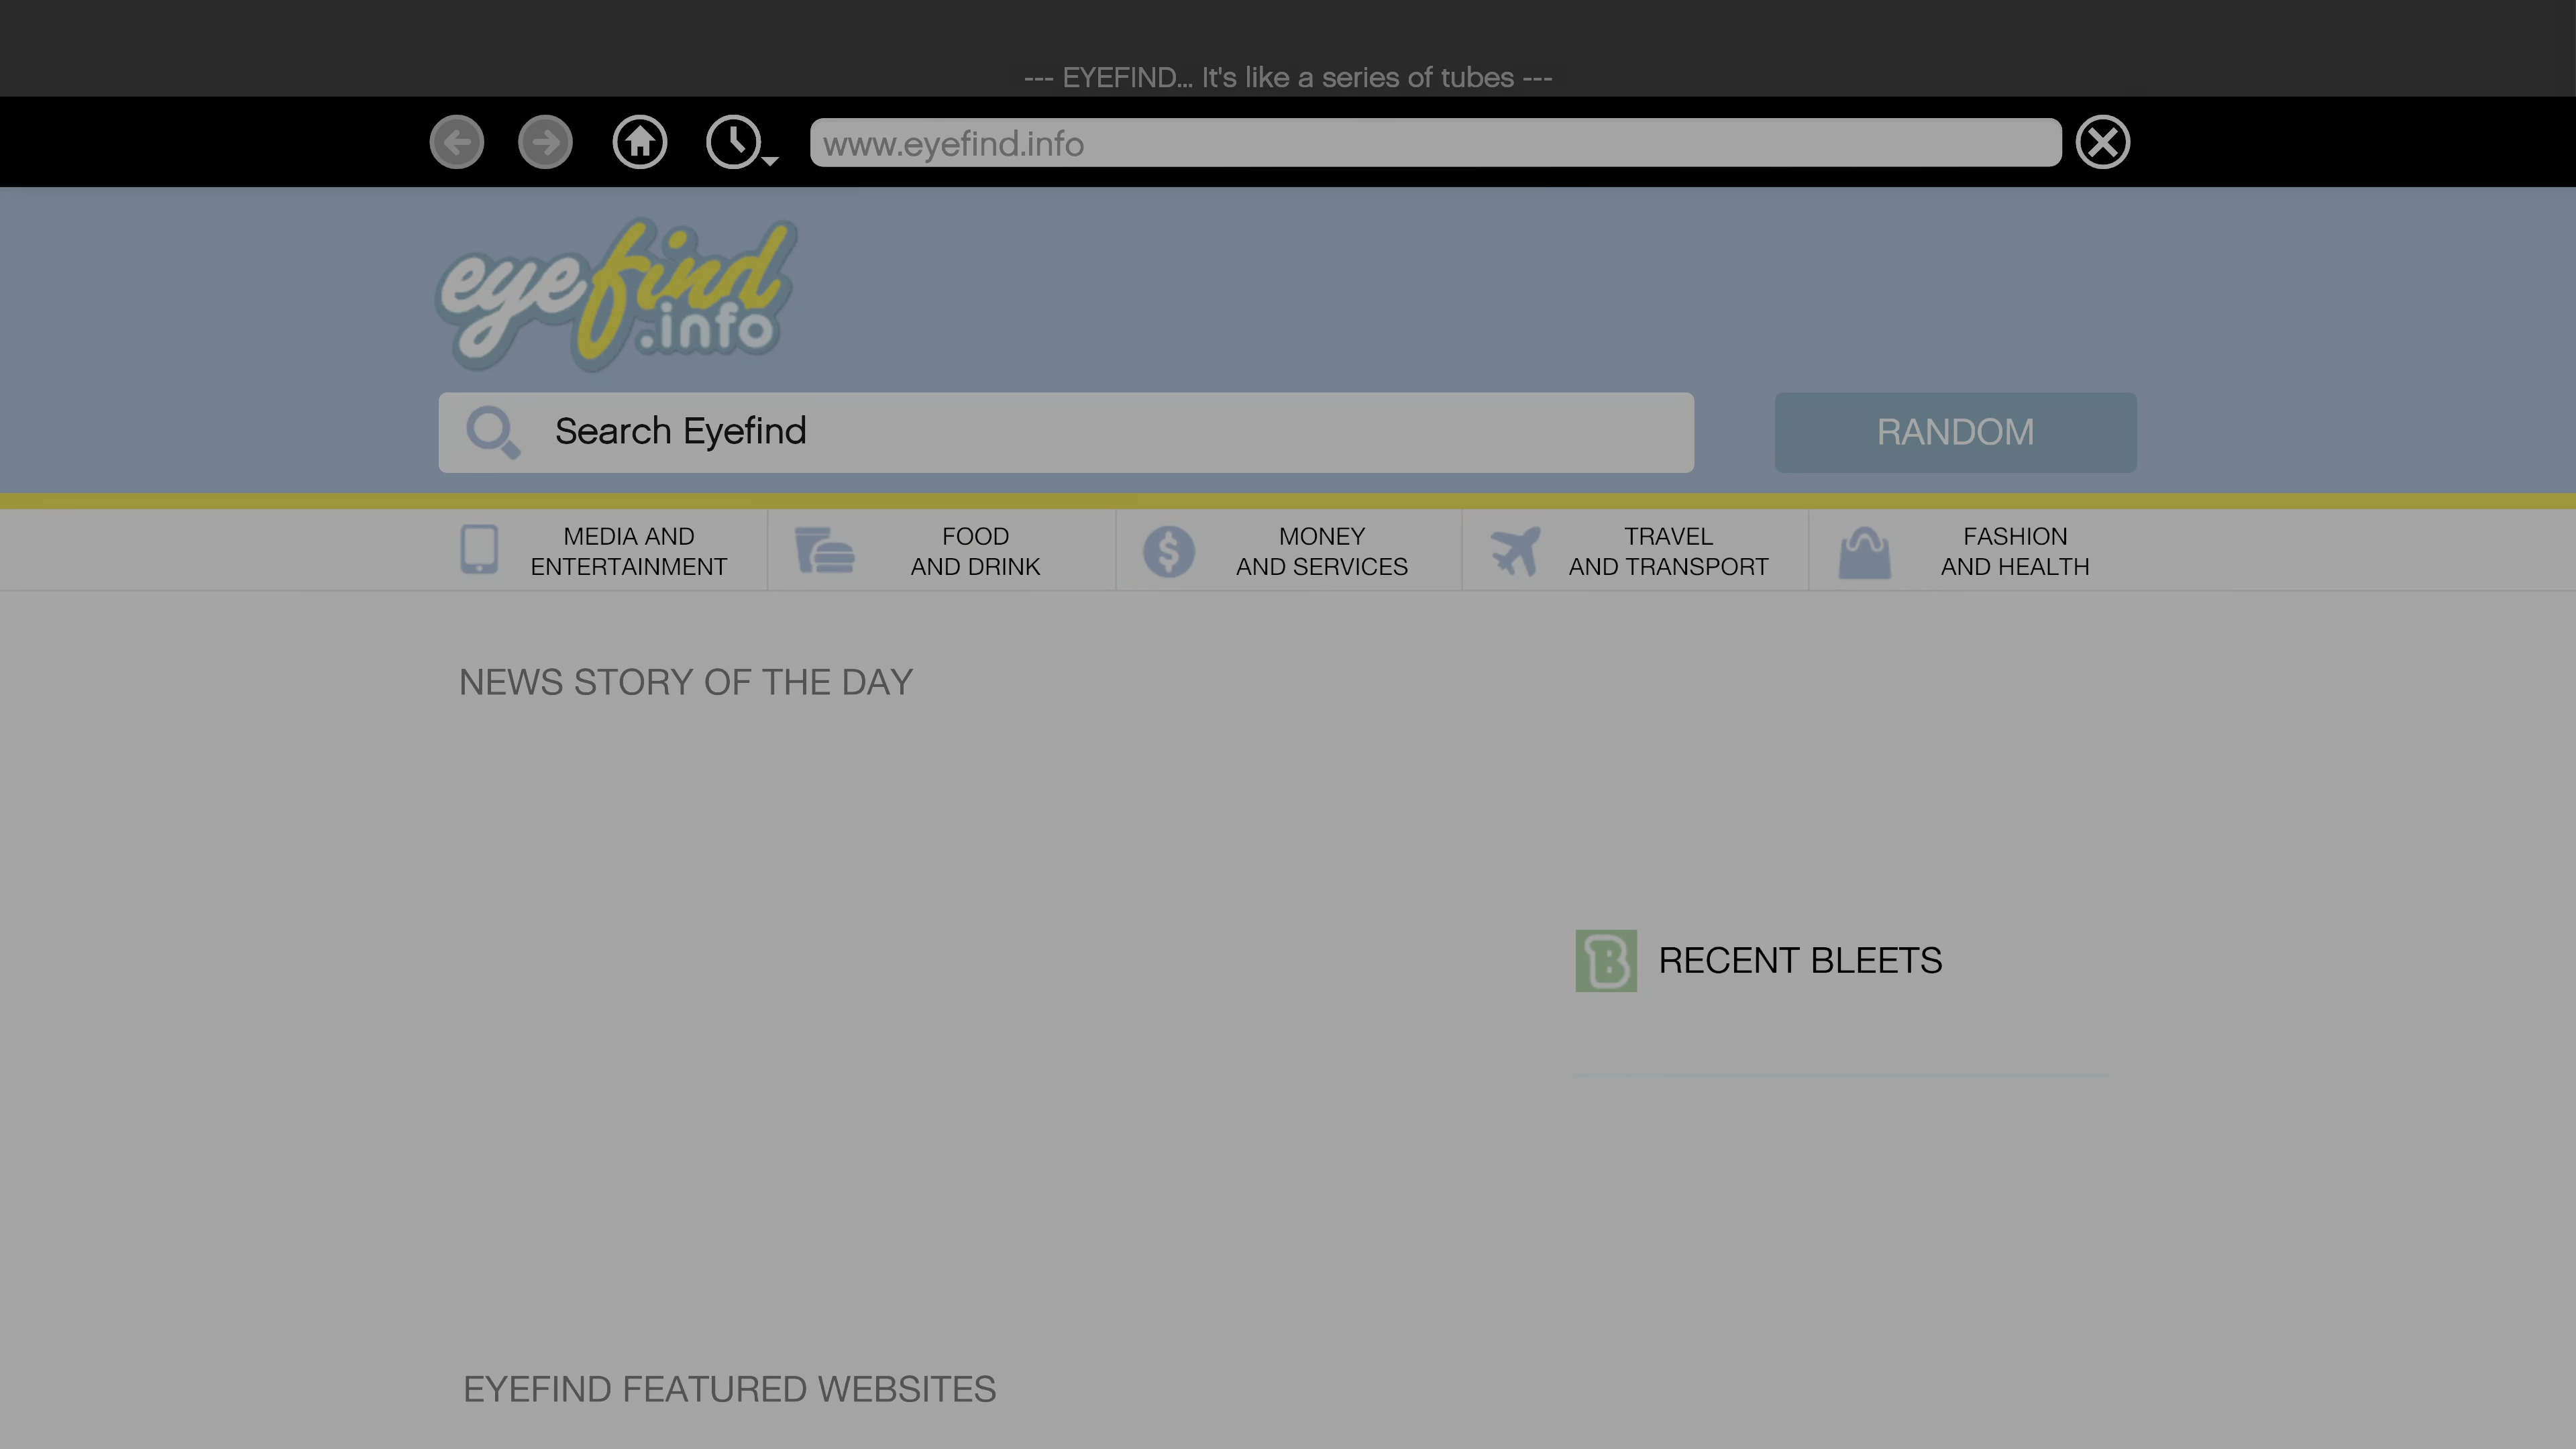 --- EYEFIND... It's like a series of tubes ---
www.eyefind.info
eyefind
.info
Search Eyefind
RANDOM
MEDIA AND
ENTERTAINMENT
FOOD
AND DRINK
MONEY
AND SERVICES
TRAVEL
AND TRANSPORT
FASHION
AND HEALTH
NEWS STORY OF THE DAY
B
RECENT BLEETS
EYEFIND FEATURED WEBSITES